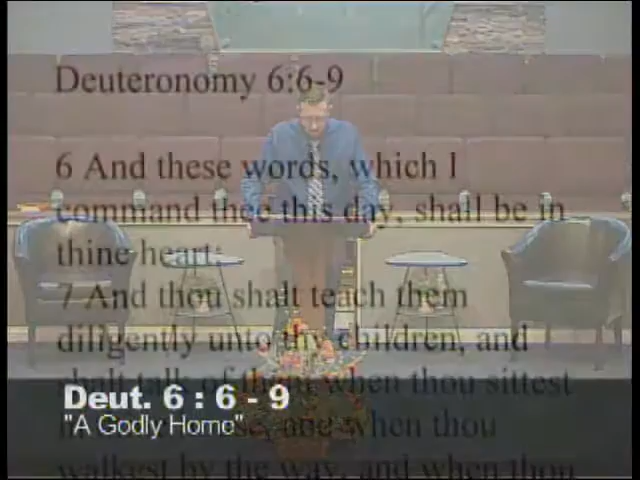 Deuteronomy 6:6-9
6 And these words, which I
command thee this day, shall be in
thine heart:
7 And thou shalt teach them
diligently unto thy children, and
shalt talk of them when thou sittest
and when thou
walkest by the way, and when thou
Deut. 6 : 6 - 9
"A Godly Home"